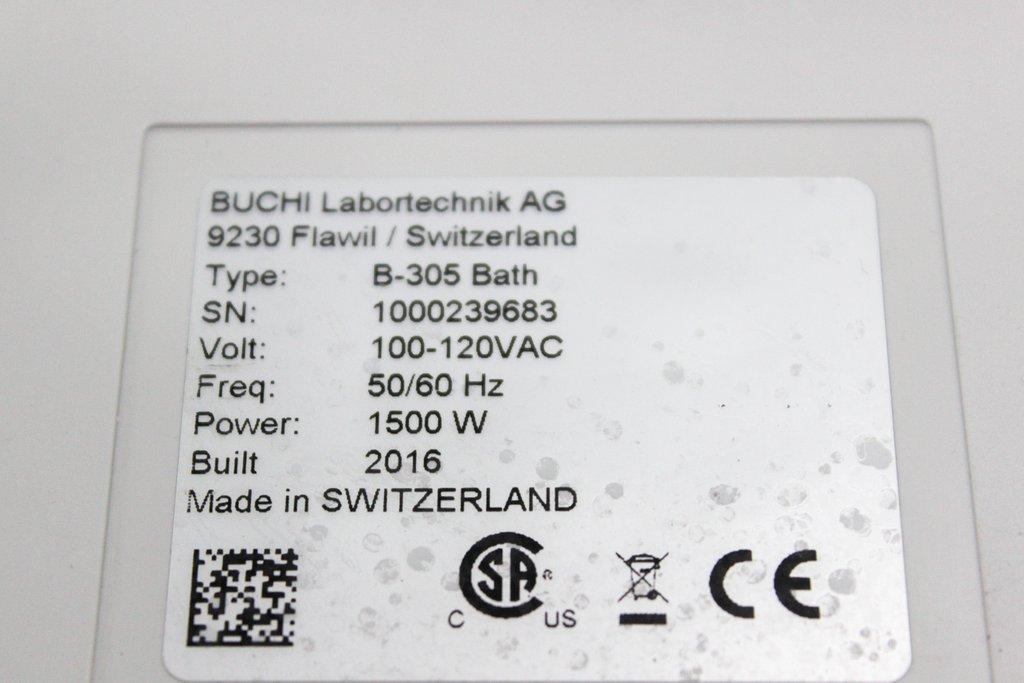 BUCHI Labortechnik AG
9230 Flawil / Switzerland
Type: B-305 Bath
SN: 1000239683
Volt: 100-120VAC
Freq: 50/60 Hz
Power: 1500 W
Built 2016
Made in SWITZERLAND
C SA ® US CE